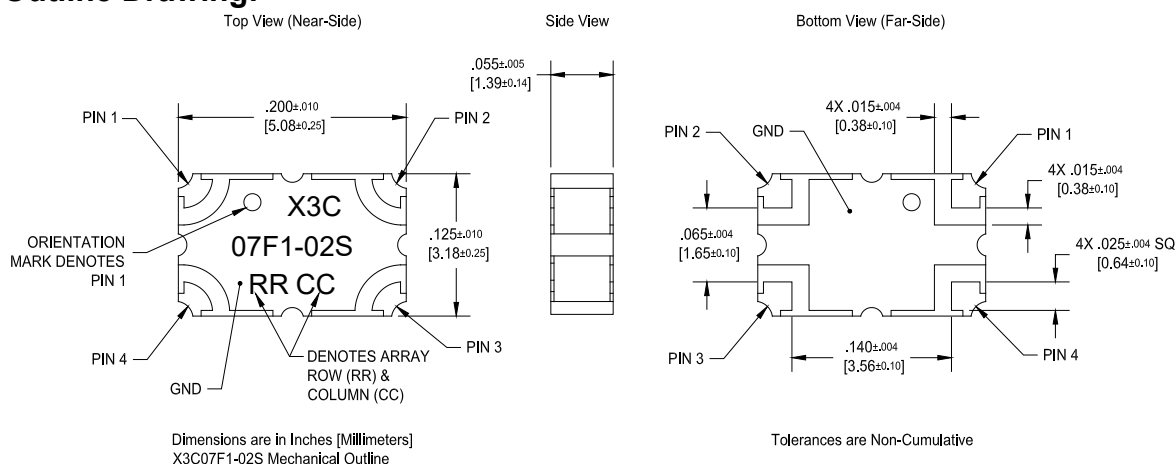 Top View (Near-Side)
Side View
Bottom View (Far-Side)
.200±.010
[5.08±0.25]
PIN 1
PIN 2
X3C
07F1-02S
RR CC
ORIENTATION
MARK DENOTES
PIN 1
.125±.010
[3.18±0.25]
PIN 4
GND
DENOTES ARRAY
ROW (RR) &
COLUMN (CC)
PIN 3
.055±.005
[1.39±0.14]
4X .015±.004
[0.38±0.10]
PIN 2
GND
PIN 1
4X .015±.004
[0.38±0.10]
.065±.004
[1.65±0.10]
4X .025±.004 SQ
[0.64±0.10]
PIN 3
.140±.004
[3.56±0.10]
PIN 4
Dimensions are in Inches [Millimeters]
X3C07F1-02S Mechanical Outline
Tolerances are Non-Cumulative